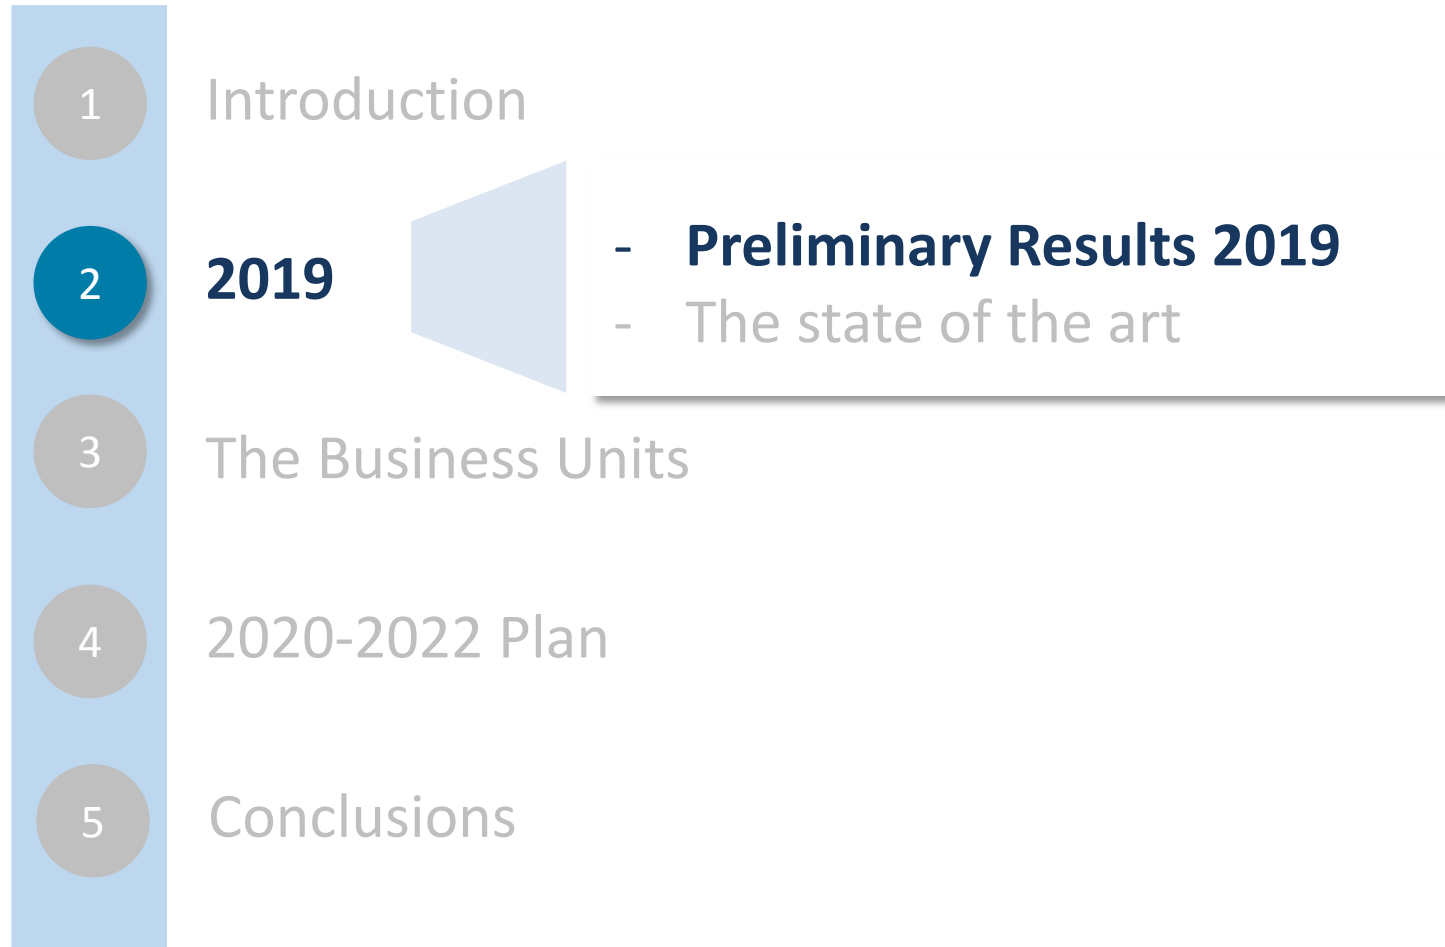 1 Introduction
2 2019
- Preliminary Results 2019
- The state of the art
3 The Business Units
4 2020-2022 Plan
5 Conclusions